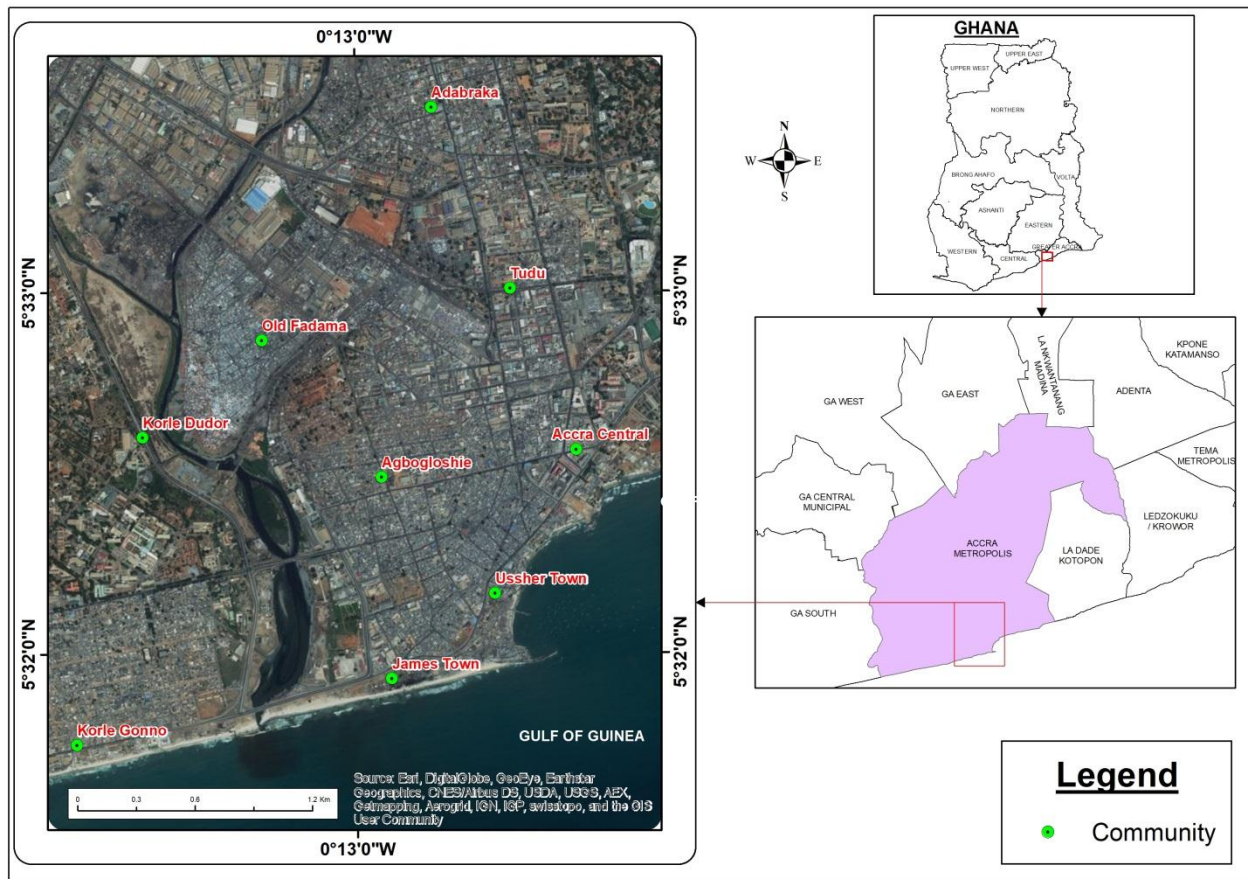 0°13'0"W
Adabraka
Tudu
5°33'0"N
5°33'0"N
Old Fadama
Korle Dudor
Accra Central
Agbogloshie
Ussher Town
5°32'0"N
5°32'0"N
James Town
Korle Gonno
GULF OF GUINEA
Source: Esri, DigitalGlobe, GeoEye, Earthstar
Geographics, CNES/Airbus DS, USDA, USGS, AEX,
Getmapping, Aerogrid, IGN, IGP, swisstopo, and the GIS
User Community
0 0.3 0.6 1.2 Km
0°13'0"W
N
W E
S
GHANA
UPPER EAST
UPPER WEST
NORTHERN
BRONG AHAFO
VOLTA
ASHANTI
EASTERN
GREATER ACCRA
WESTERN
CENTRAL
LA NKWANTANANG
MADINA
KPONE
KATAMANSO
GA WEST
GA EAST
ADENTA
TEMA
METROPOLIS
GA CENTRAL
MUNICIPAL
LEDZOKUKU
/ KROWOR
ACCRA
METROPOLIS
LA DADE
KOTOPON
GA SOUTH
Legend
Community